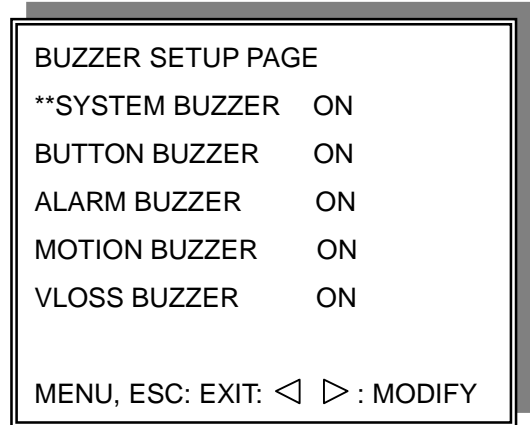 BUZZER SETUP PAGE
**SYSTEM BUZZER ON
BUTTON BUZZER ON
ALARM BUZZER ON
MOTION BUZZER ON
VLOSS BUZZER ON
MENU, ESC: EXIT: ◁ ▷ : MODIFY